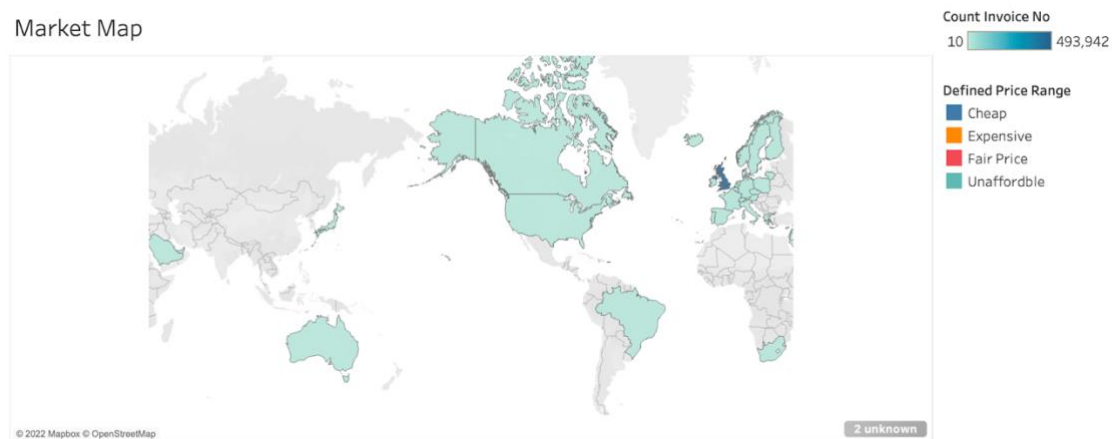 Market Map
Count Invoice No
10 493,942
Defined Price Range
Cheap
Expensive
Fair Price
Unaffordble
© 2022 Mapbox © OpenStreetMap
2 unknown